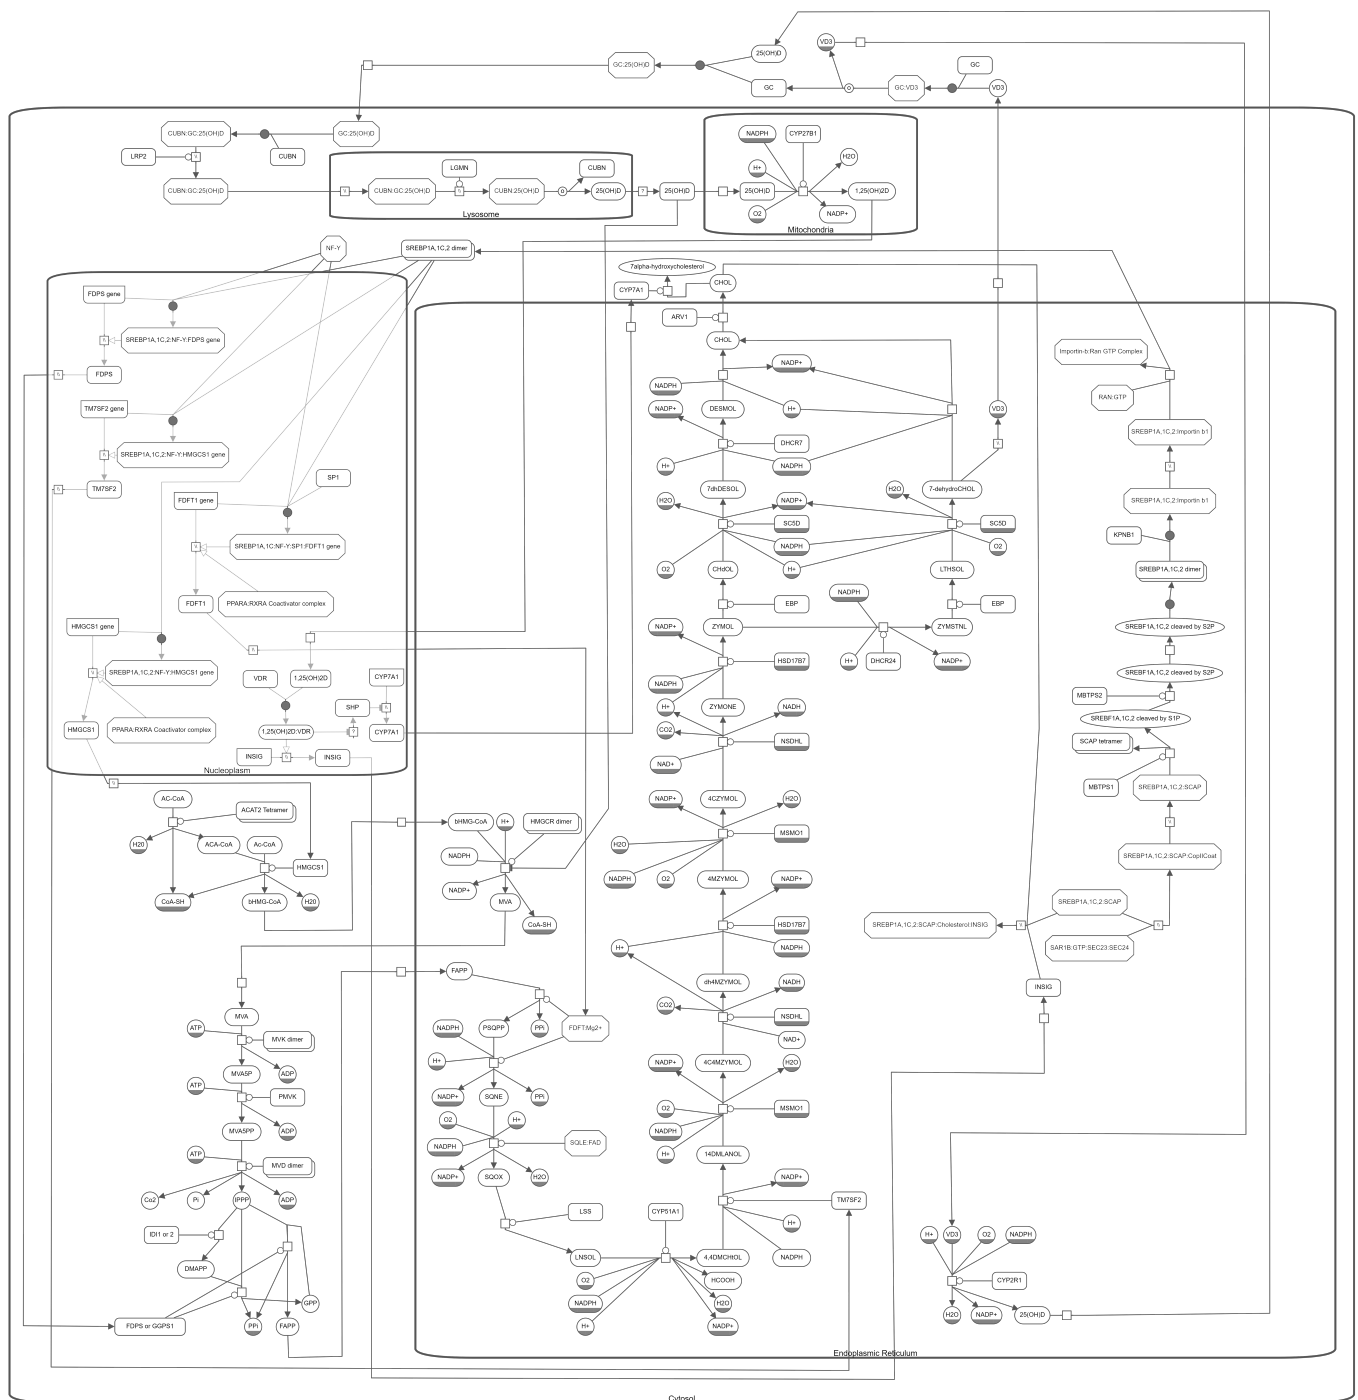 25(OH)D
VD3
GC:25(OH)D
GC
GC
GC:VD3
VD3
CUBN:GC:25(OH)D
GC:25(OH)D
LRP2
CUBN
CUBN:GC:25(OH)D
LGMN
CUBN
CUBN:GC:25(OH)D
CUBN:25(OH)D
25(OH)D
Lysosome
25(OH)D
NADPH
CYP27B1
H+
H2O
25(OH)D
1,25(OH)2D
O2
NADP+
Mitochondria
NF-Y
SREBP1A,1C,2 dimer
7alpha-hydroxycholesterol
CYP7A1
CHOL
FDPS gene
SREBP1A,1C,2:NF-Y:FDPS gene
FDPS
TM7SF2 gene
SREBP1A,1C,2:NF-Y:HMGCS1 gene
TM7SF2
SP1
FDFT1 gene
SREBP1A,1C:NF-Y:SP1:FDFT1 gene
FDFT1
PPARA:RXRA Coactivator complex
HMGCS1 gene
SREBP1A,1C,2:NF-Y:HMGCS1 gene
PPARA:RXRA Coactivator complex
HMGCS1
VDR
1,25(OH)2D
CYP7A1
SHP
1,25(OH)2D:VDR
CYP7A1
INSIG
INSIG
Nucleoplasm
ARV1
CHOL
NADP+
NADPH
NADP+
DESMOL
H+
VD3
DHCR7
H+
NADPH
7dhDESOL
7-dehydroCHOL
H2O
NADP+
H2O
SC5D
SC5D
NADPH
O2
O2
CHdOL
H+
LTHSOL
EBP
NADPH
EBP
NADP+
ZYMOL
ZYMSTNL
HSD17B7
H+
DHCR24
NADP+
NADPH
H+
ZYMONE
NADH
CO2
NSDHL
NAD+
NADP+
4CZYMOL
H2O
MSMO1
H2O
NADPH
O2
4MZYMOL
NADP+
HSD17B7
H+
NADPH
dh4MZYMOL
NADH
CO2
NSDHL
NAD+
NADP+
4C4MZYMOL
H2O
O2
MSMO1
NADPH
H+
14DMLANOL
NADP+
TM7SF2
H+
NADPH
Importin-b:Ran GTP Complex
RAN:GTP
SREBP1A,1C,2:Importin b1
SREBP1A,1C,2:Importin b1
KPNB1
SREBP1A,1C,2 dimer
SREBF1A,1C,2 cleaved by S2P
SREBF1A,1C,2 cleaved by S2P
MBTPS2
SREBF1A,1C,2 cleaved by S1P
SCAP tetramer
MBTPS1
SREBP1A,1C,2:SCAP
SREBP1A,1C,2:SCAP:CopIICoat
SREBP1A,1C,2:SCAP
SREBP1A,1C,2:SCAP:Cholesterol:INSIG
SAR1B:GTP:SEC23:SEC24
INSIG
AC-CoA
ACAT2 Tetramer
H20
ACA-CoA
Ac-CoA
HMGCS1
CoA-SH
bHMG-CoA
H20
bHMG-CoA
H+
HMGCR dimer
NADPH
NADP+
MVA
CoA-SH
FAPP
NADPH
PSQPP
PPi
FDFT:Mg2+
H+
NADP+
SQNE
PPi
O2
H+
NADPH
SQLE:FAD
NADP+
SQOX
H2O
LSS
CYP51A1
LNSOL
4,4DMCHtOL
O2
HCOOH
NADPH
H2O
H+
NADP+
MVA
ATP
MVK dimer
MVA5P
ADP
ATP
PMVK
MVA5PP
ADP
ATP
MVD dimer
Co2
Pi
IPPP
ADP
IDI1 or 2
DMAPP
GPP
FDPS or GGPS1
PPi
FAPP
H+
VD3
O2
NADPH
CYP2R1
H2O
NADP+
25(OH)D
Endoplasmic Reticulum
Cytosol